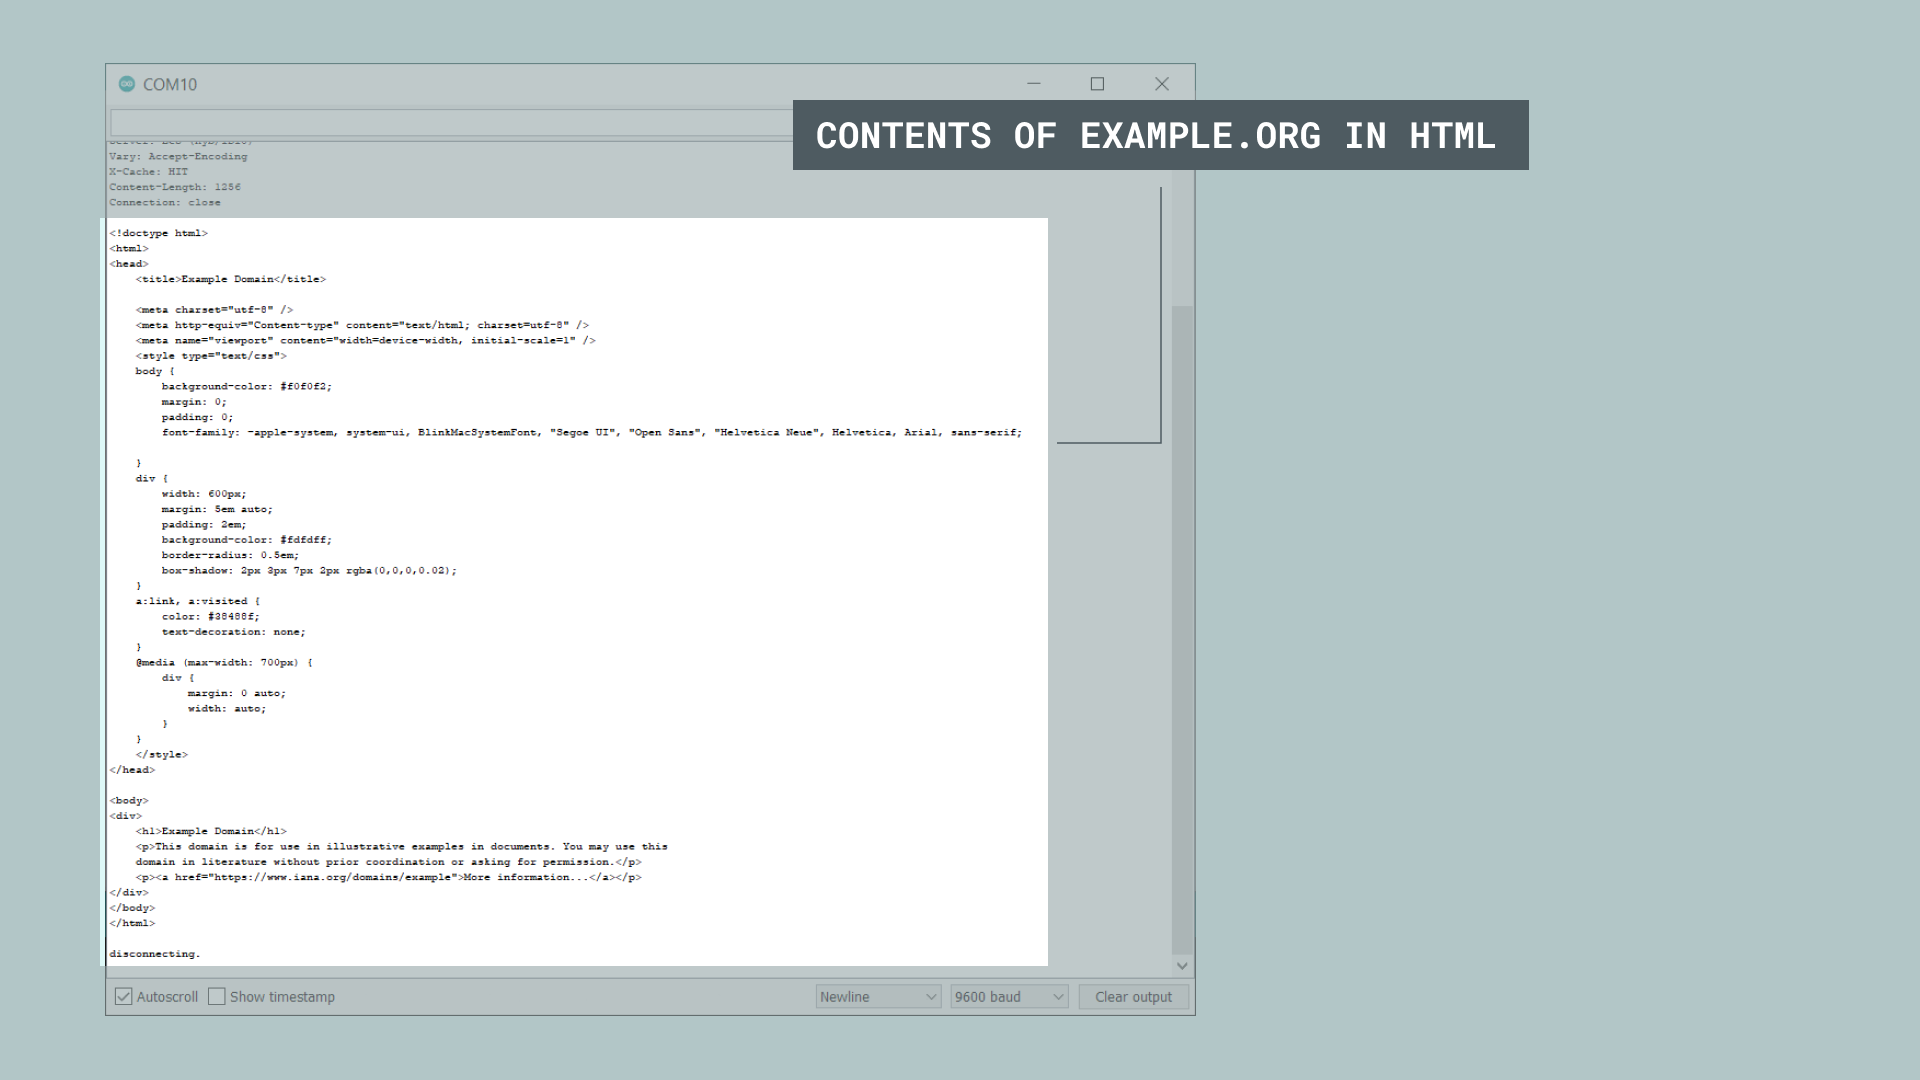 COM10
CONTENTS OF EXAMPLE.ORG IN HTML
Vary: Accept-Encoding
X-Cache: HIT
Content-Length: 1256
Connection: close
<!doctype html>
<html>
<head>
    <title>Example Domain</title>
    <meta charset="utf-8" />
    <meta http-equiv="Content-type" content="text/html; charset=utf-8" />
    <meta name="viewport" content="width=device-width, initial-scale=1" />
    <style type="text/css">
    body {
        background-color: #f0f0f2;
        margin: 0;
        padding: 0;
        font-family: -apple-system, system-ui, BlinkMacSystemFont, "Segoe UI", "Open Sans", "Helvetica Neue", Helvetica, Arial, sans-serif;
    }
    div {
        width: 600px;
        margin: 5em auto;
        padding: 2em;
        background-color: #fdfdff;
        border-radius: 0.5em;
        box-shadow: 2px 3px 7px 2px rgba(0,0,0,0.02);
    }
    a:link, a:visited {
        color: #38488f;
        text-decoration: none;
    }
    @media (max-width: 700px) {
        div {
            margin: 0 auto;
            width: auto;
        }
    }
    </style>
</head>
<body>
<div>
    <h1>Example Domain</h1>
    <p>This domain is for use in illustrative examples in documents. You may use this
    domain in literature without prior coordination or asking for permission.</p>
    <p><a href="https://www.iana.org/domains/example">More information...</a></p>
</div>
</body>
</html>
disconnecting.
Autoscroll Show timestamp Newline 9600 baud Clear output